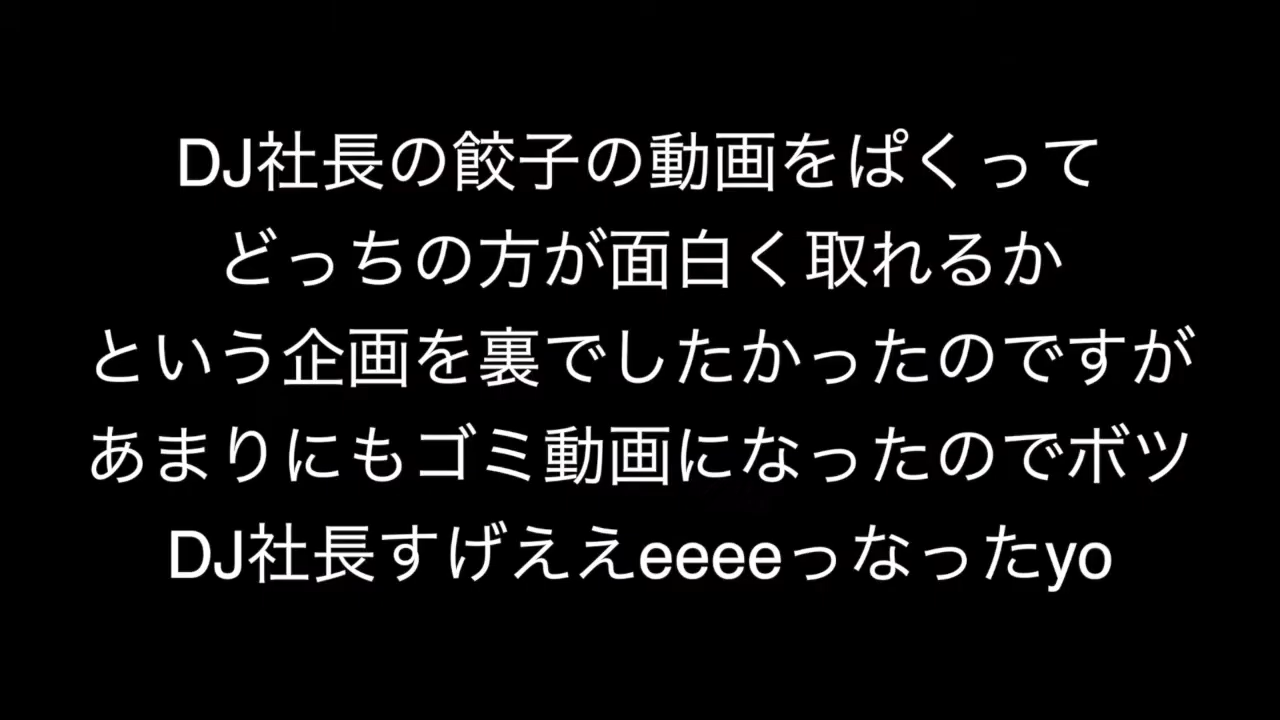 DJ社長の餃子の動画をぱくって
どっちの方が面白く取れるか
という企画を裏でしたかったのですが
あまりにもゴミ動画になったのでボツ
DJ社長すげええeeeeっなったyo